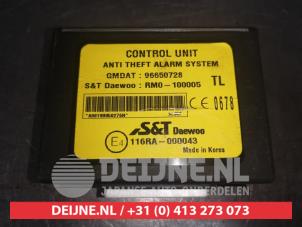 CONTROL UNIT
ANTI THEFT ALARM SYSTEM
GMDAT : 96650728
S&T Daewoo : RMO-100005 TL
CE 0678
S&T Daewoo
E4 116RA-000043
Made in Korea
DEIJNE.NL
JAPANSE AUTO-ONDERDELEN
DEIJNE.NL / +31 (0) 413 273 073